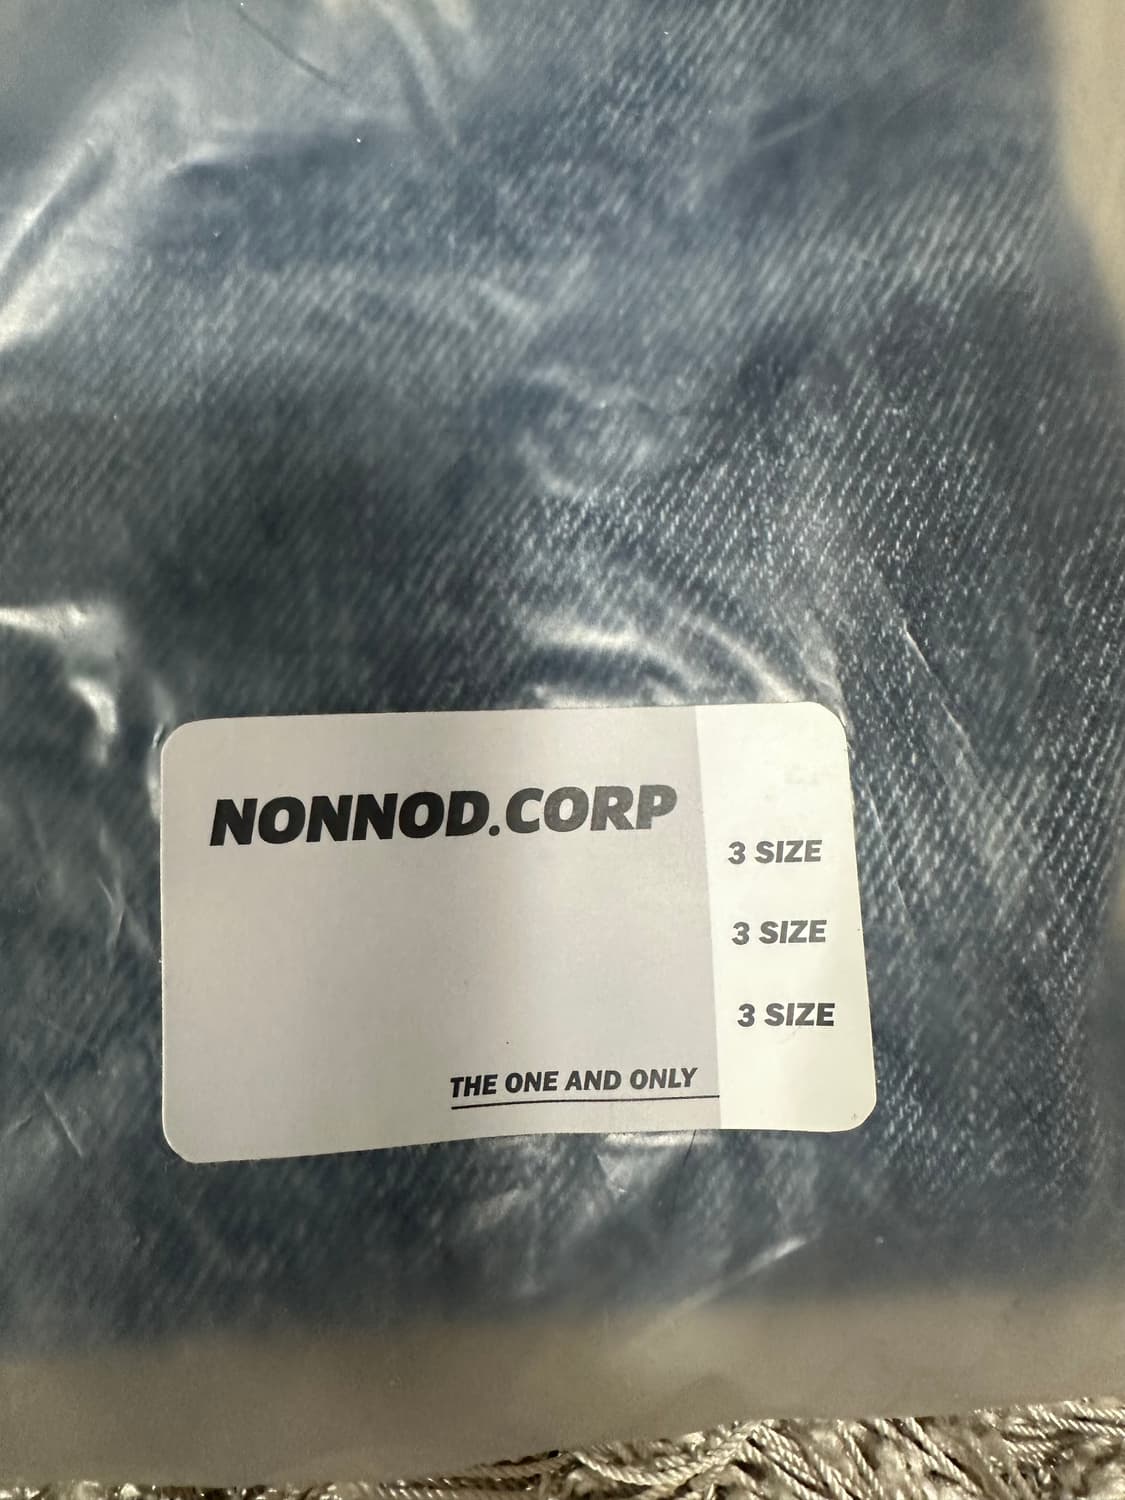 NONNOD.CORP
3 SIZE
3 SIZE
3 SIZE
THE ONE AND ONLY